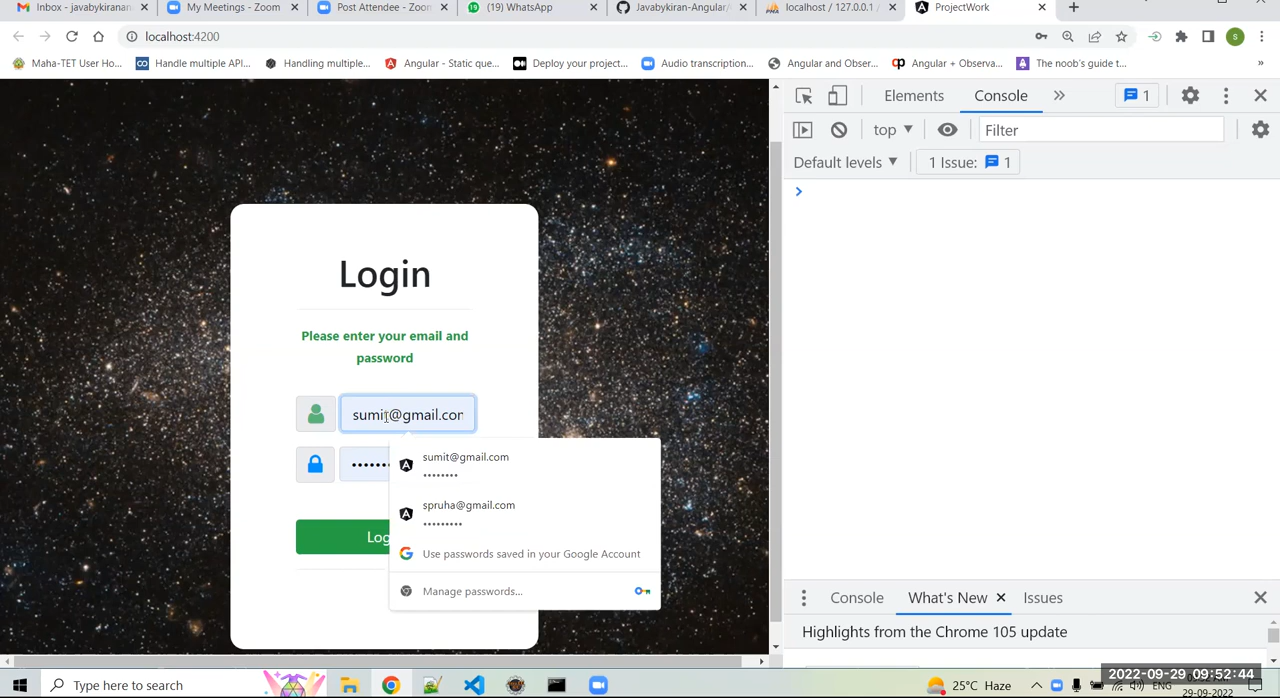 Inbox - javabykiranan
My Meetings - Zoom
Post Attendee - Zoom
(19) WhatsApp
Javabykiran-Angular/
localhost / 127.0.0.1 /
ProjectWork
localhost:4200
S
Maha-TET User Ho...
Handle multiple API...
Handling multiple...
Angular - Static que...
Deploy your project...
Audio transcription...
Angular and Obser...
Angular + Observa...
The noob's guide t...
»
Elements
Console
1
top
Filter
Default levels
1 Issue:
1
Login
Please enter your email and
password
sumit@gmail.com
sumit@gmail.com
spruha@gmail.com
Log
Use passwords saved in your Google Account
Manage passwords...
Console
What's New
Issues
Highlights from the Chrome 105 update
2022-09-29 09:52:44
Type here to search
25°C Haze
ENG
29-09-2022